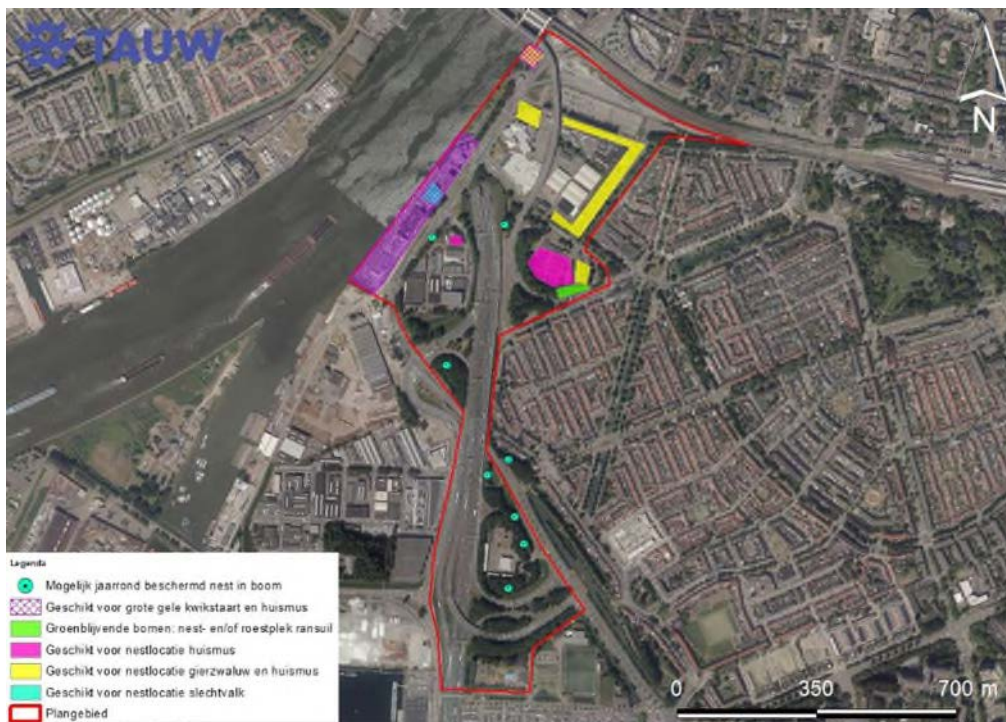 TAUW
N
Legenda
Mogelijk jaarrond beschermd nest in boom
Geschikt voor grote gele kwikstaart en huismus
Groenblijvende bomen: nest- en/of roestplek ransuil
Geschikt voor nestlocatie huismus
Geschikt voor nestlocatie gierzwaluw en huismus
Geschikt voor nestlocatie slechtvalk
Plangebied
0 350 700 m